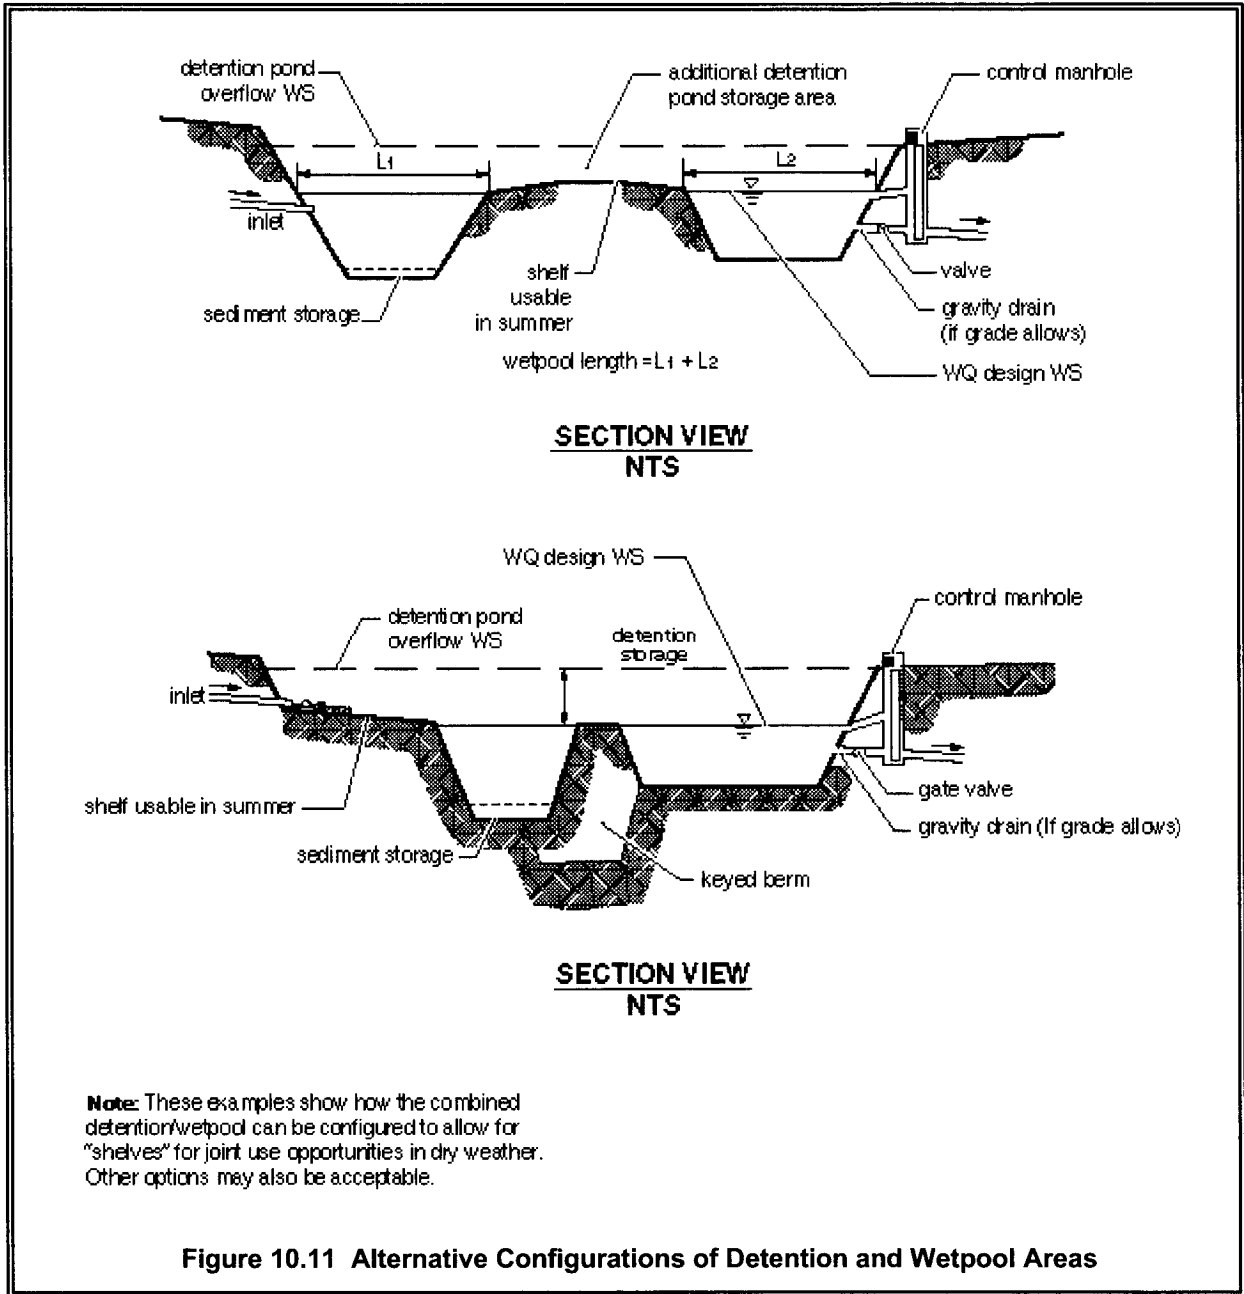 detention pond
overflow WS
additional detention
pond storage area
control manhole
L1
L2
inlet
sediment storage
shelf
usable
in summer
valve
gravity drain
(if grade allows)
WQ design WS
wetpool length = L1 + L2
SECTION VIEW
NTS
WQ design WS
detention pond
overflow WS
detention
storage
control manhole
inlet
shelf usable in summer
sediment storage
keyed berm
gate valve
gravity drain (If grade allows)
SECTION VIEW
NTS
Note: These examples show how the combined
detention/wetpool can be configured to allow for
"shelves" for joint use opportunities in dry weather.
Other options may also be acceptable.
Figure 10.11 Alternative Configurations of Detention and Wetpool Areas